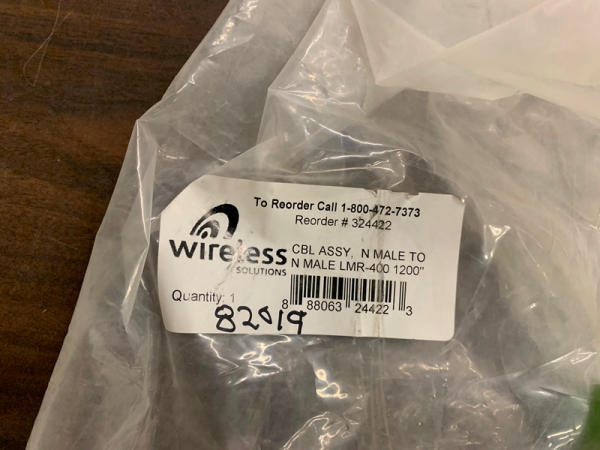 To Reorder Call 1-800-472-7373
Reorder # 324422
wireless
SOLUTIONS
CBL ASSY, N MALE TO
N MALE LMR-400 1200"
Quantity: 1
8 88063 24422 3
82019